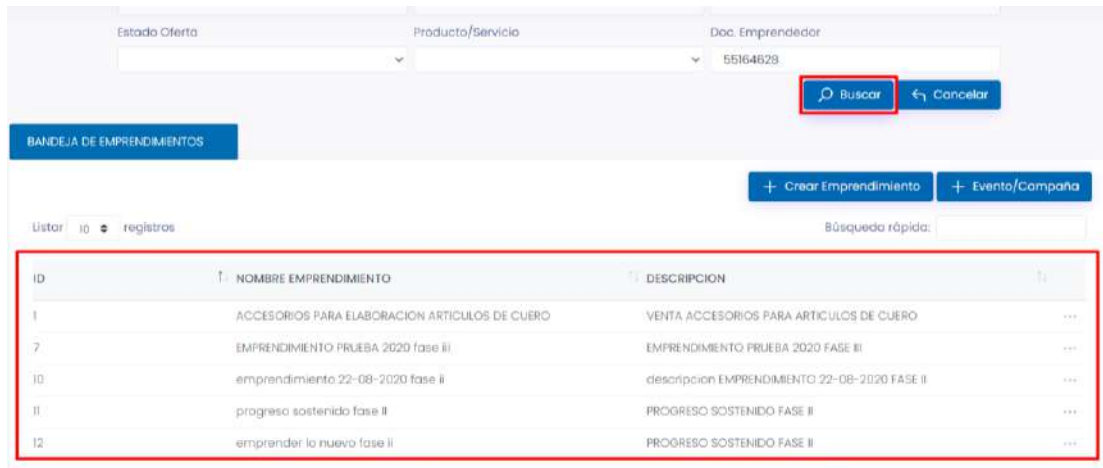 Estado Oferta Producto/Servicio Doc. Emprendedor
55164628
Buscar Cancelar
BANDEJA DE EMPRENDIMIENTOS
+ Crear Emprendimiento + Evento/Campaña
Listar 10 registros Búsqueda rápida:
ID NOMBRE EMPRENDIMIENTO DESCRIPCION
1 ACCESORIOS PARA ELABORACION ARTICULOS DE CUERO VENTA ACCESORIOS PARA ARTICULOS DE CUERO ...
7 EMPRENDIMIENTO PRUEBA 2020 fase iii EMPRENDIMIENTO PRUEBA 2020 FASE III ...
10 emprendimiento 22-08-2020 fase ii descripcion EMPRENDIMIENTO 22-08-2020 FASE II ...
11 progreso sostenido fase II PROGRESO SOSTENIDO FASE II ...
12 emprender lo nuevo fase ii PROGRESO SOSTENIDO FASE II ...